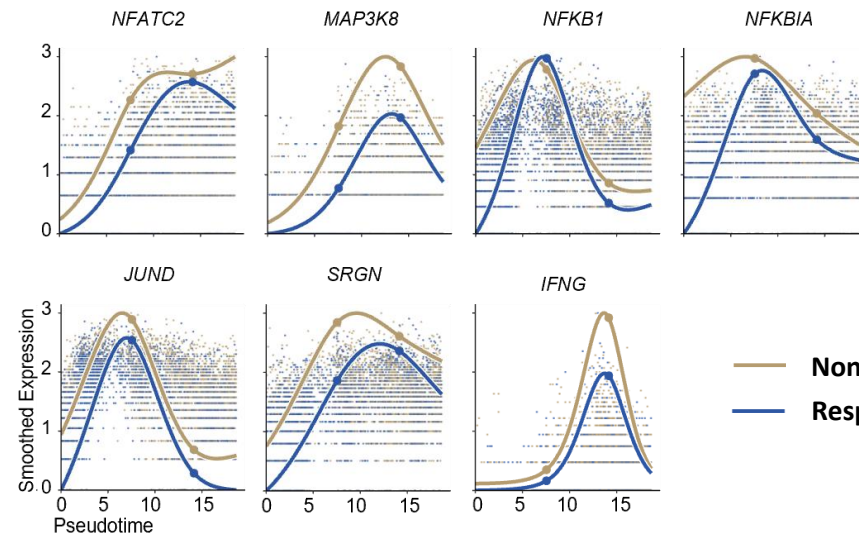 NFATC2 MAP3K8 NFKB1 NFKBIA
3
2
1
0
JUND SRGN IFNG
Smoothed Expression
3
2
1
0
0 5 10 15 0 5 10 15 0 5 10 15
Pseudotime
Non
Resp